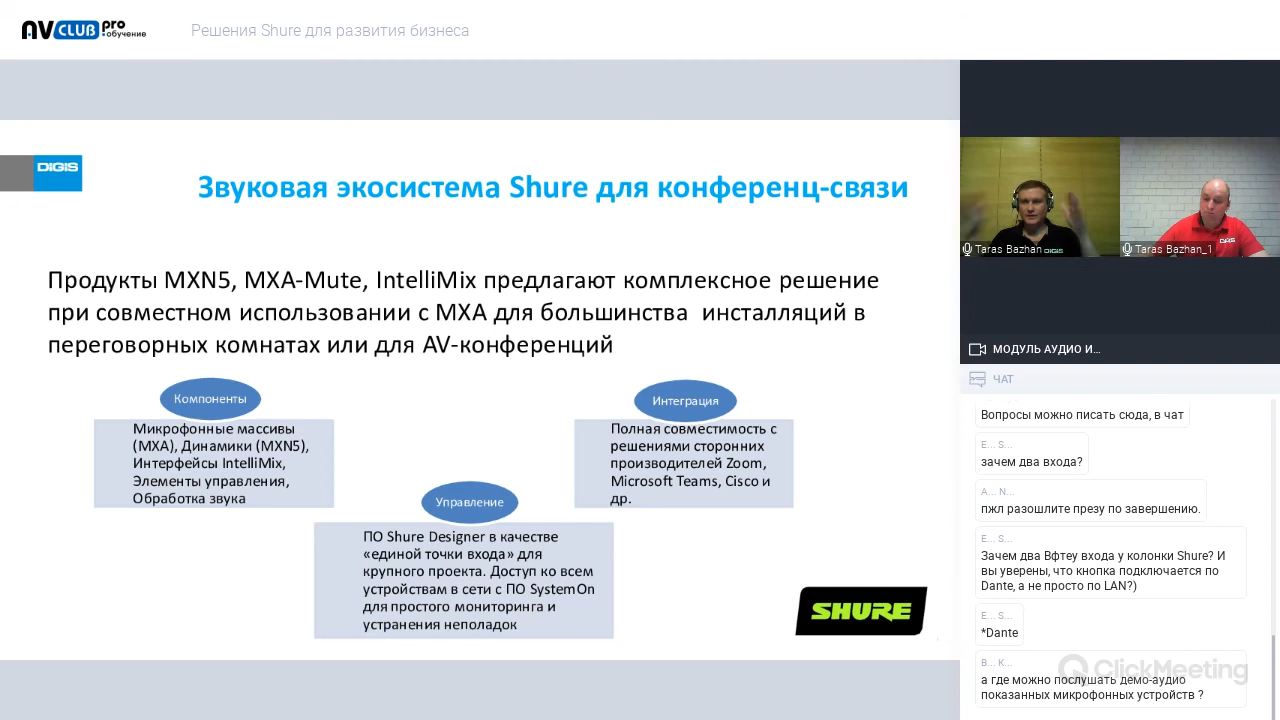 AVCLUB pro
•обучение
Решения Shure для развития бизнеса
DIGIS
Звуковая экосистема Shure для конференц-связи
Продукты MXN5, MXA-Mute, IntelliMix предлагают комплексное решение
при совместном использовании с MXA для большинства инсталляций в
переговорных комнатах или для AV-конференций
Компоненты
Микрофонные массивы
(MXA), Динамики (MXN5),
Интерфейсы IntelliMix,
Элементы управления,
Обработка звука
Управление
ПО Shure Designer в качестве
«единой точки входа» для
крупного проекта. Доступ ко всем
устройствам в сети с ПО SystemOn
для простого мониторинга и
устранения неполадок
Интеграция
Полная совместимость с
решениями сторонних
производителей Zoom,
Microsoft Teams, Cisco и
др.
SHURE
Taras Bazhan
DIGIS
Taras Bazhan_1
DAS
МОДУЛЬ АУДИО И...
ЧАТ
Вопросы можно писать сюда, в чат
E... S...
зачем два входа?
A... N...
пжл разошлите презу по завершению.
E... S...
Зачем два Вфтеу входа у колонки Shure? И
вы уверены, что кнопка подключается по
Dante, а не просто по LAN?)
E... S...
*Dante
B... K...
а где можно послушать демо-аудио
показанных микрофонных устройств ?
ClickMeeting